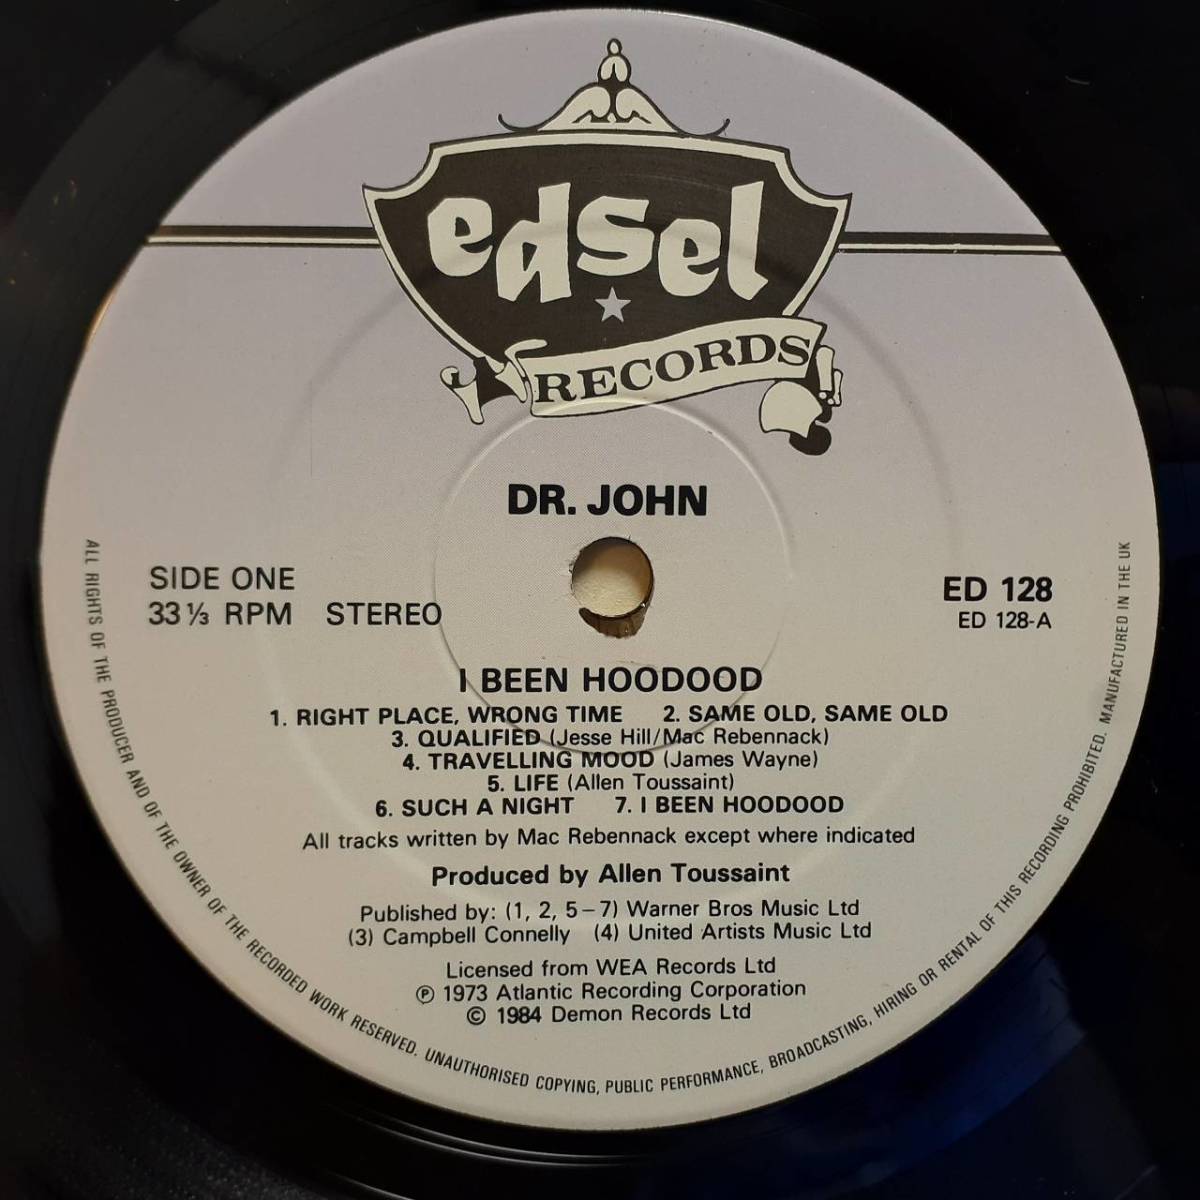 edsel
RECORDS
DR. JOHN
SIDE ONE
33⅓ RPM STEREO
ED 128
ED 128-A
I BEEN HOODOOD
1. RIGHT PLACE, WRONG TIME 2. SAME OLD, SAME OLD
3. QUALIFIED (Jesse Hill/Mac Rebennack)
4. TRAVELLING MOOD (James Wayne)
5. LIFE (Allen Toussaint)
6. SUCH A NIGHT 7. I BEEN HOODOOD
All tracks written by Mac Rebennack except where indicated
Produced by Allen Toussaint
Published by: (1, 2, 5–7) Warner Bros Music Ltd
(3) Campbell Connelly (4) United Artists Music Ltd
Licensed from WEA Records Ltd
℗ 1973 Atlantic Recording Corporation
© 1984 Demon Records Ltd
ALL RIGHTS OF THE PRODUCER AND OF THE OWNER OF THE RECORDED WORK RESERVED. UNAUTHORISED COPYING, PUBLIC PERFORMANCE, BROADCASTING, HIRING OR RENTAL OF THIS RECORDING PROHIBITED. MANUFACTURED IN THE UK